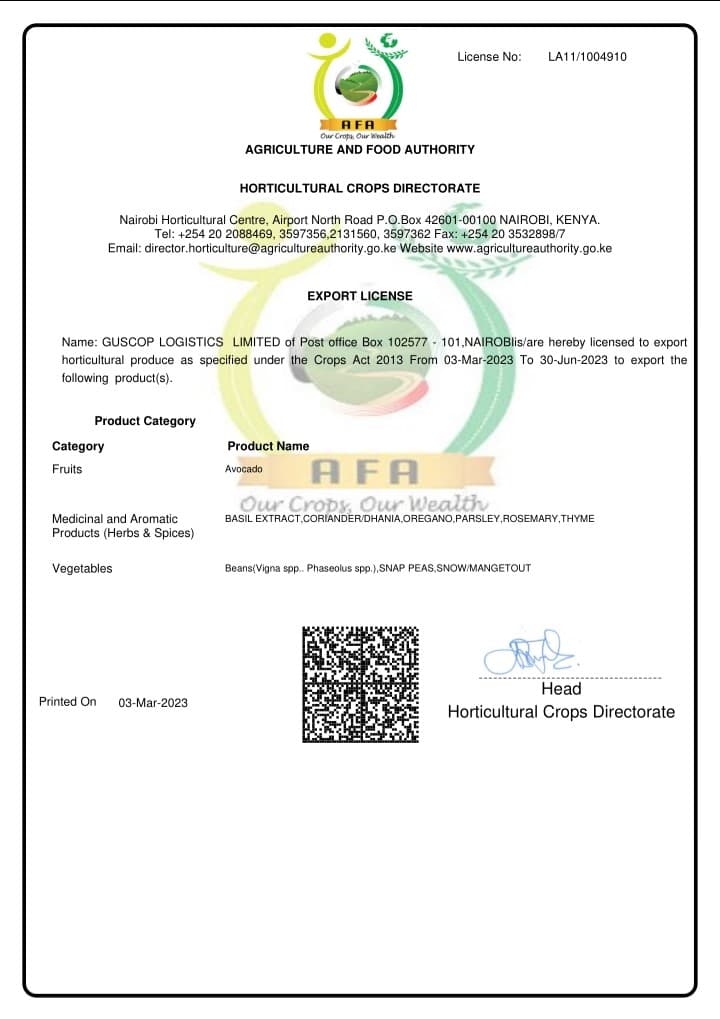 License No: LA11/1004910
AFA
Our Crops, Our Wealth
AGRICULTURE AND FOOD AUTHORITY
HORTICULTURAL CROPS DIRECTORATE
Nairobi Horticultural Centre, Airport North Road P.O.Box 42601-00100 NAIROBI, KENYA.
Tel: +254 20 2088469, 3597356,2131560, 3597362 Fax: +254 20 3532898/7
Email: director.horticulture@agricultureauthority.go.ke Website www.agricultureauthority.go.ke
EXPORT LICENSE
Name: GUSCOP LOGISTICS LIMITED of Post office Box 102577 - 101,NAIROBIis/are hereby licensed to export
horticultural produce as specified under the Crops Act 2013 From 03-Mar-2023 To 30-Jun-2023 to export the
following product(s).
Product Category
Category Product Name
Fruits Avocado
AFA
Our Crops, Our Wealth
Medicinal and Aromatic BASIL EXTRACT,CORIANDER/DHANIA,OREGANO,PARSLEY,ROSEMARY,THYME
Products (Herbs & Spices)
Vegetables Beans(Vigna spp.. Phaseolus spp.),SNAP PEAS,SNOW/MANGETOUT
Head
Printed On 03-Mar-2023
Horticultural Crops Directorate